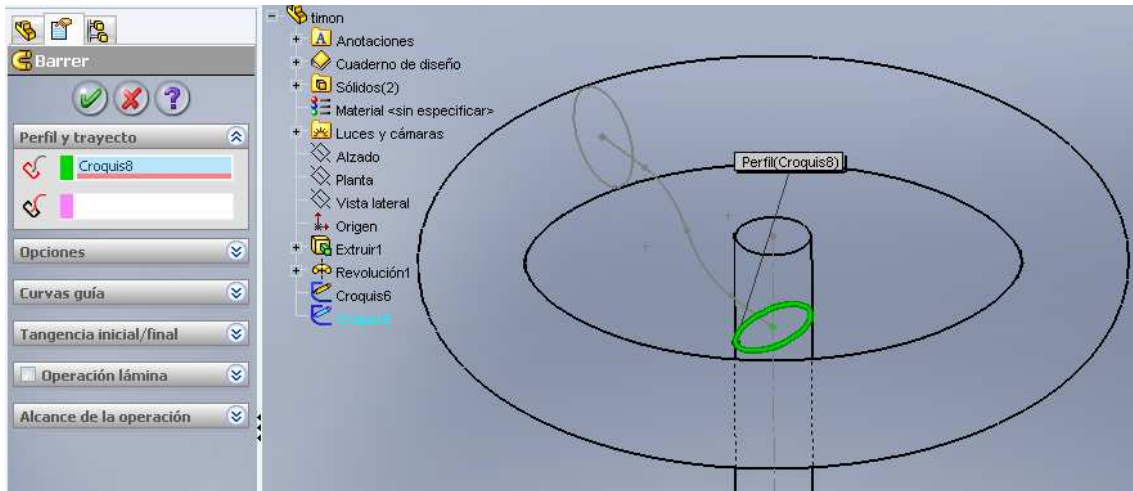 Barrer
?
Perfil y trayecto
Croquis8
Opciones
Curvas guía
Tangencia inicial/final
Operación lámina
Alcance de la operación
timon
A Anotaciones
Cuaderno de diseño
Sólidos(2)
Material <sin especificar>
Luces y cámaras
Alzado
Planta
Vista lateral
Origen
Extruir1
Revolución1
Croquis6
Croquis8
Perfil(Croquis8)